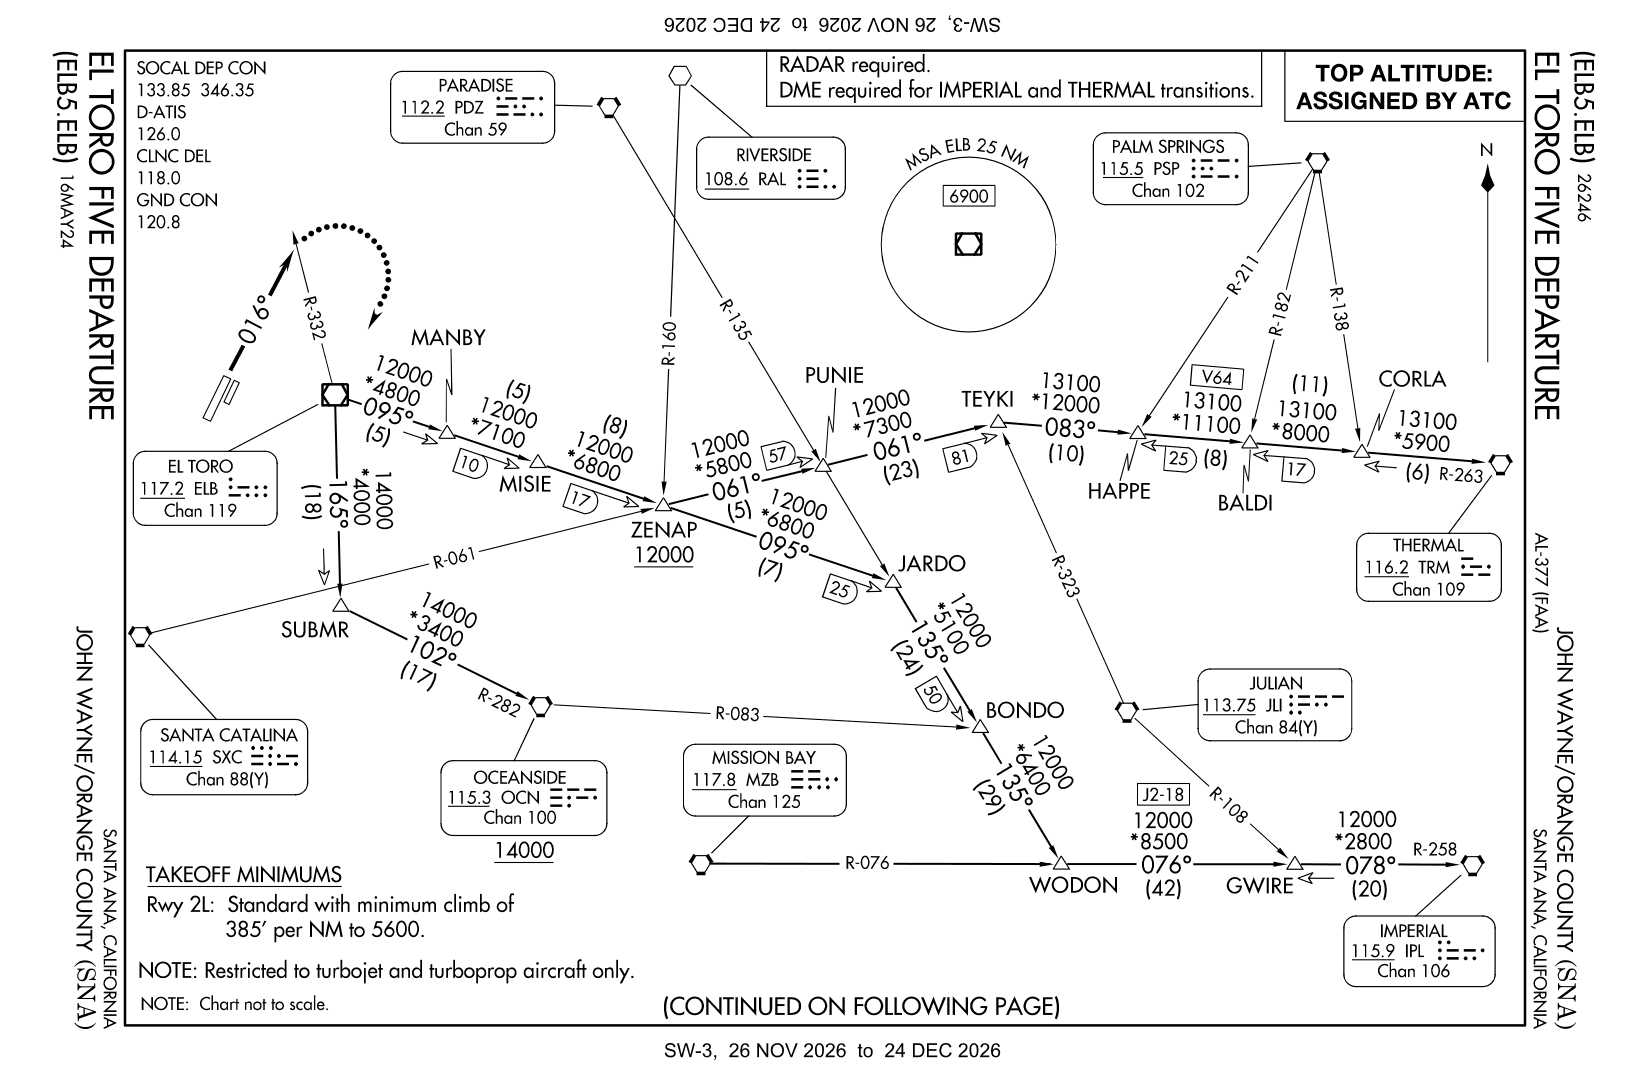 SW-3, 26 NOV 2026 to 24 DEC 2026
(ELB5.ELB) 16MAY24
EL TORO FIVE DEPARTURE
JOHN WAYNE/ORANGE COUNTY (SNA)
SANTA ANA, CALIFORNIA
(ELB5.ELB) 26246
EL TORO FIVE DEPARTURE
AL-377 (FAA)
JOHN WAYNE/ORANGE COUNTY (SNA)
SANTA ANA, CALIFORNIA
SOCAL DEP CON
133.85 346.35
D-ATIS
126.0
CLNC DEL
118.0
GND CON
120.8
PARADISE
112.2 PDZ
Chan 59
RIVERSIDE
108.6 RAL
RADAR required.
DME required for IMPERIAL and THERMAL transitions.
TOP ALTITUDE:
ASSIGNED BY ATC
MSA ELB 25 NM
6900
PALM SPRINGS
115.5 PSP
Chan 102
N
016°
R-332
R-160
R-135
R-211
R-182
R-138
MANBY
12000
*4800
095°
(5)
(5)
12000
*7100
10
MISIE
(8)
12000
*6800
17
EL TORO
117.2 ELB
Chan 119
14000
*4000
165°
(18)
ZENAP
12000
12000
*5800
061°
(5)
57
PUNIE
12000
*7300
061°
(23)
81
TEYKI
13100
*12000
083°
(10)
HAPPE
V64
13100
*11100
25
(8)
BALDI
(11)
13100
*8000
17
CORLA
13100
*5900
(6)
R-263
THERMAL
116.2 TRM
Chan 109
12000
*6800
095°
(7)
25
JARDO
12000
*5100
135°
(24)
50
BONDO
12000
*6400
135°
(29)
R-061
R-323
SUBMR
14000
*3400
102°
(17)
R-282
R-083
SANTA CATALINA
114.15 SXC
Chan 88(Y)
OCEANSIDE
115.3 OCN
Chan 100
14000
MISSION BAY
117.8 MZB
Chan 125
JULIAN
113.75 JLI
Chan 84(Y)
R-108
R-076
WODON
J2-18
12000
*8500
076°
(42)
GWIRE
12000
*2800
078°
(20)
R-258
IMPERIAL
115.9 IPL
Chan 106
TAKEOFF MINIMUMS
Rwy 2L: Standard with minimum climb of
385' per NM to 5600.
NOTE: Restricted to turbojet and turboprop aircraft only.
NOTE: Chart not to scale.
(CONTINUED ON FOLLOWING PAGE)
SW-3, 26 NOV 2026 to 24 DEC 2026